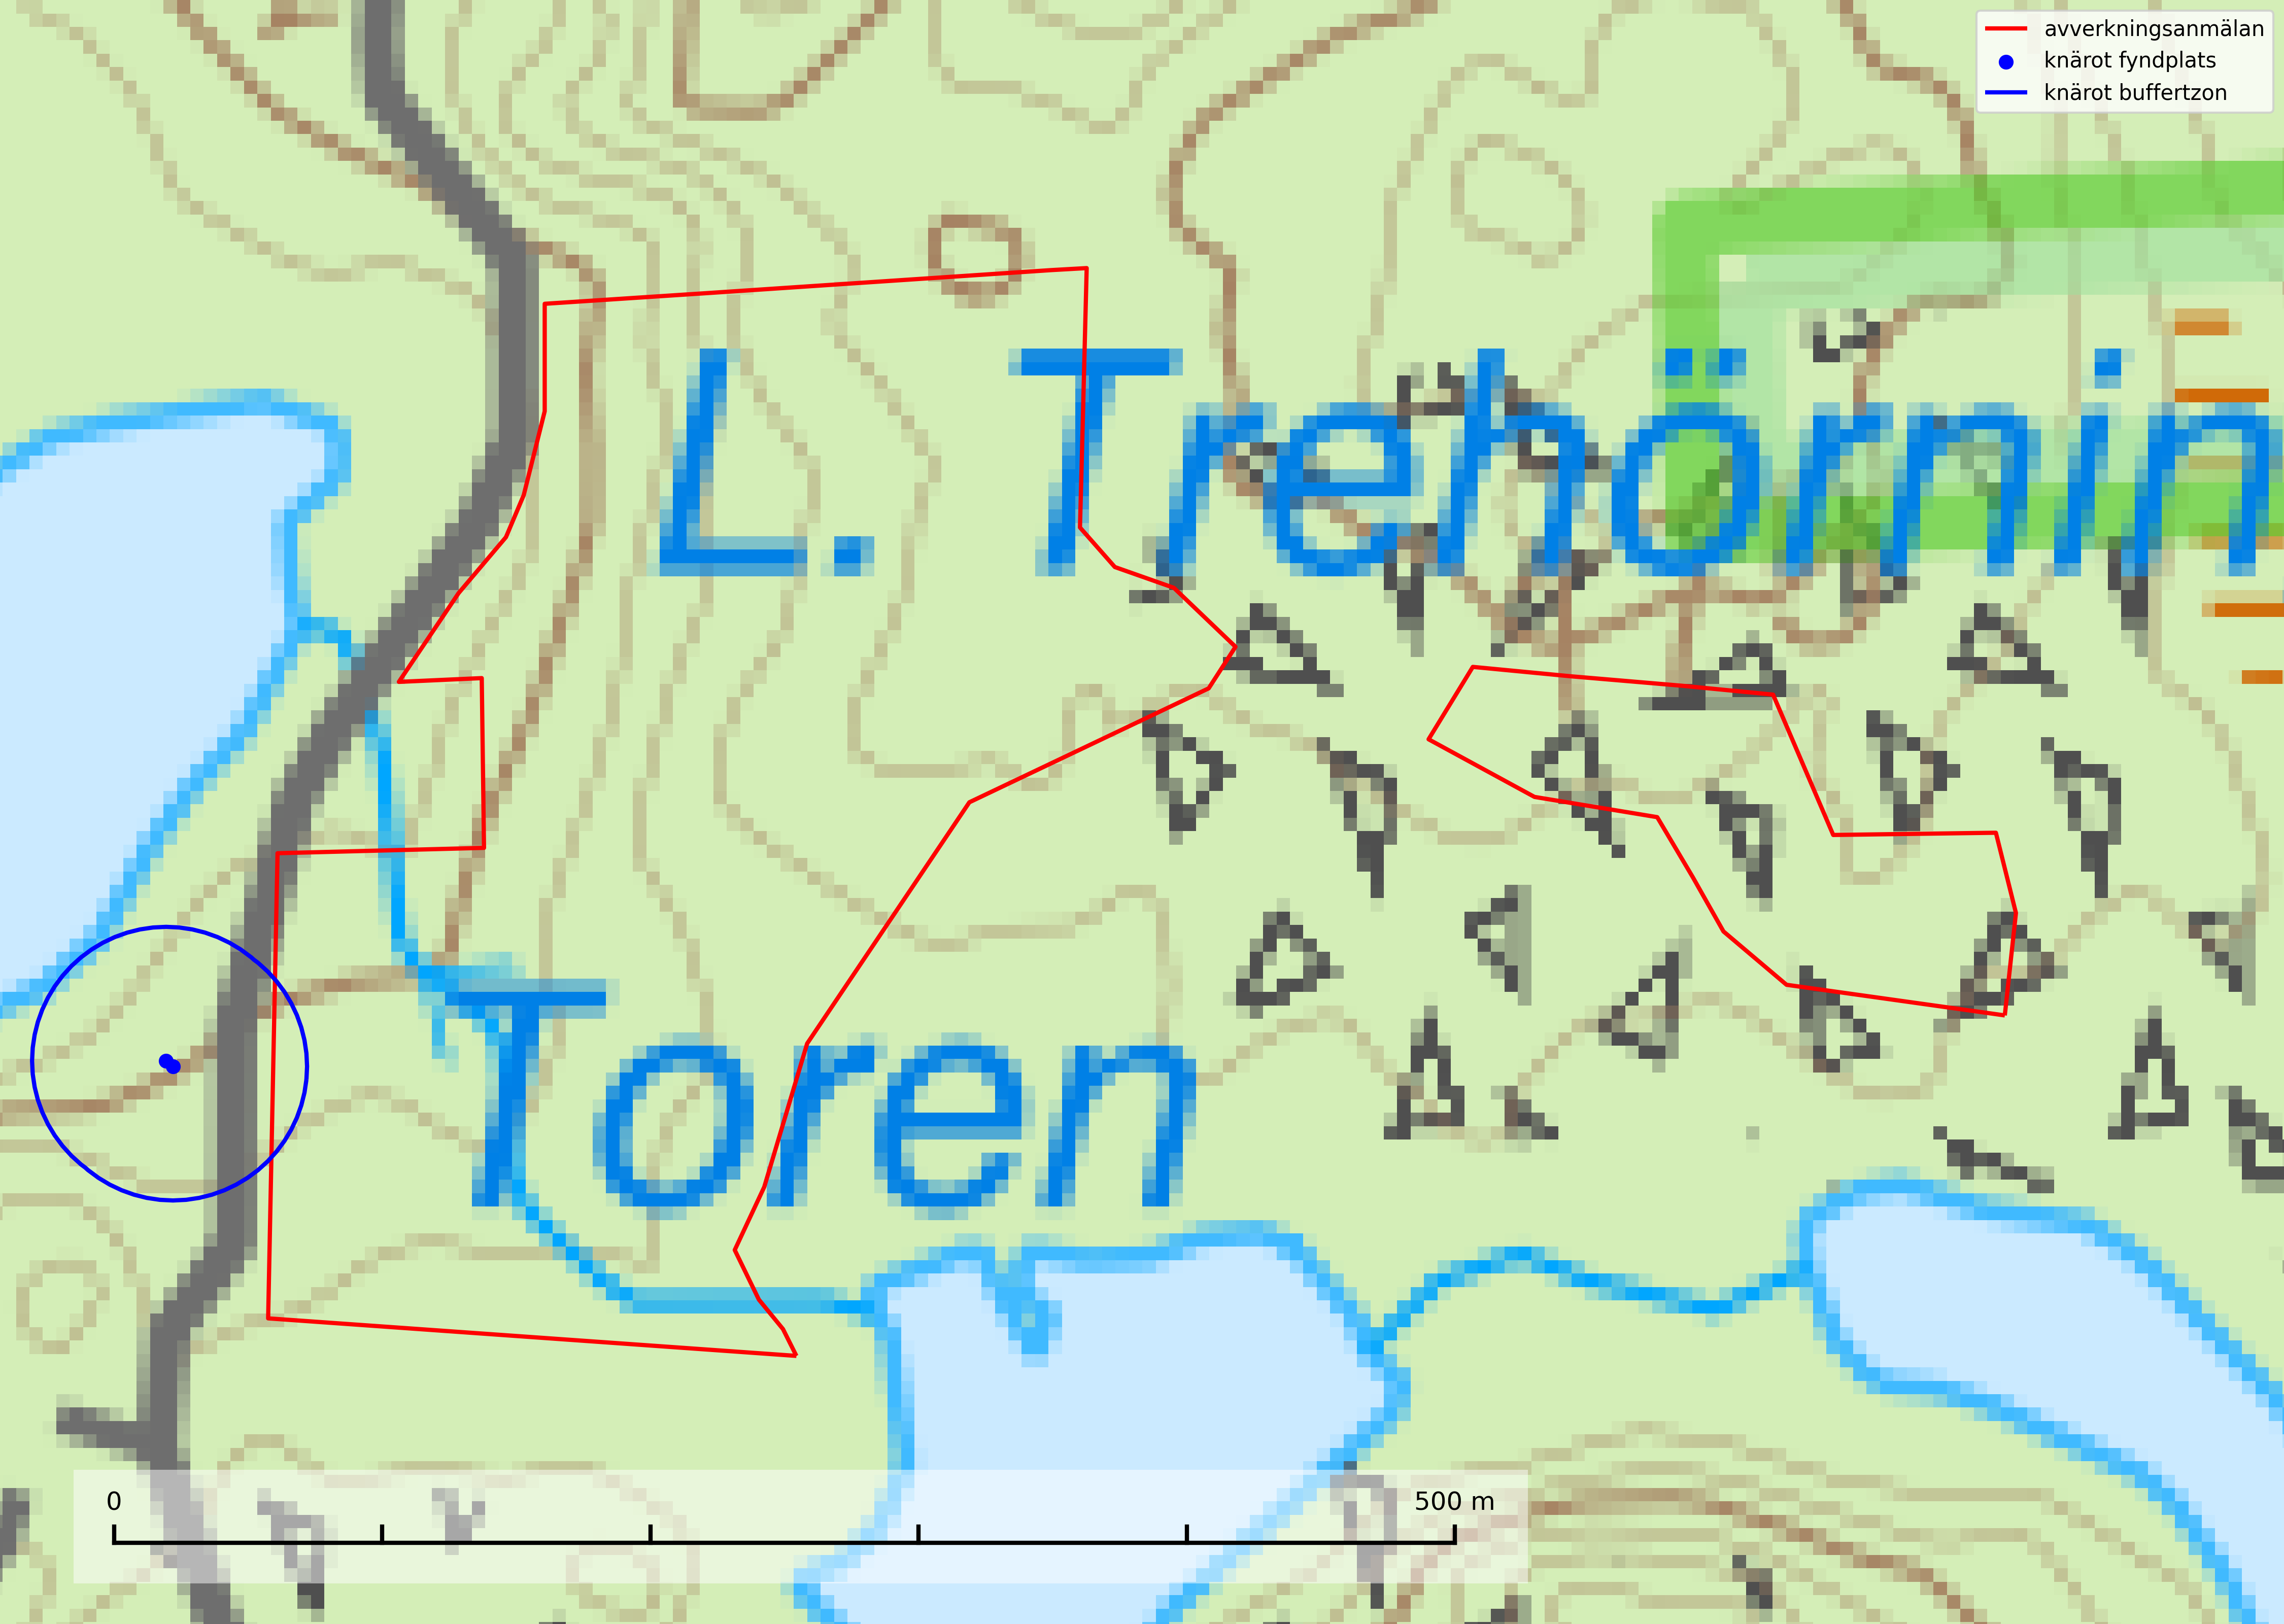 avverkningsanmälan
knärot fyndplats
knärot buffertzon
L. Trehörnin
Toren
0 500 m